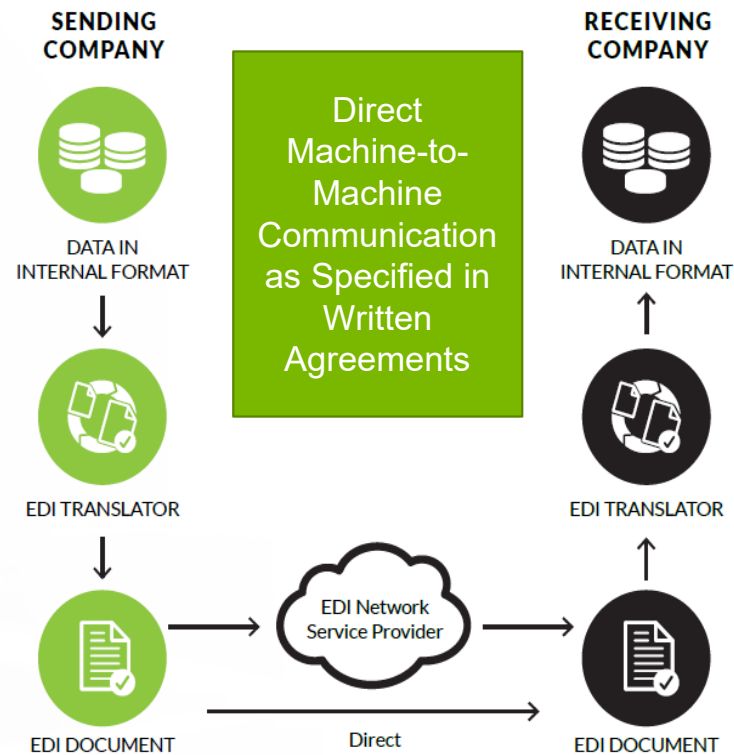 SENDING
COMPANY
RECEIVING
COMPANY
Direct
Machine-to-
Machine
Communication
as Specified in
Written
Agreements
DATA IN
INTERNAL FORMAT
DATA IN
INTERNAL FORMAT
EDI TRANSLATOR
EDI TRANSLATOR
EDI Network
Service Provider
EDI DOCUMENT
Direct
EDI DOCUMENT